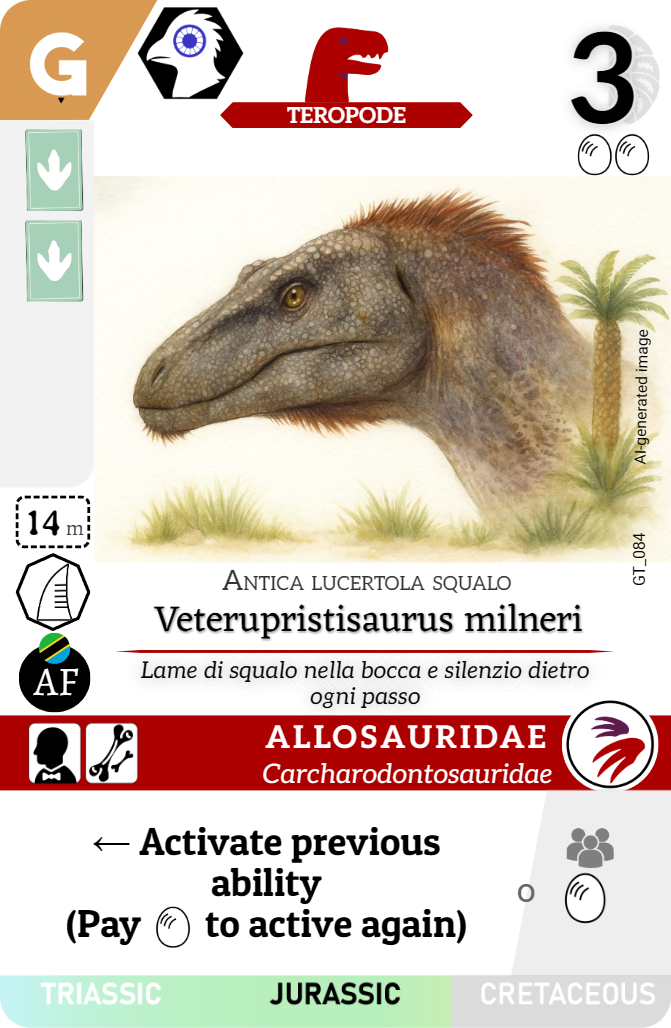 G
TEROPODE
3
14 m
AI-generated image
GT_084
AF
Antica lucertola squalo
Veterupristisaurus milneri
Lame di squalo nella bocca e silenzio dietro
ogni passo
ALLOSAURIDAE
Carcharodontosauridae
← Activate previous
ability
(Pay to active again)
o
TRIASSIC JURASSIC CRETACEOUS